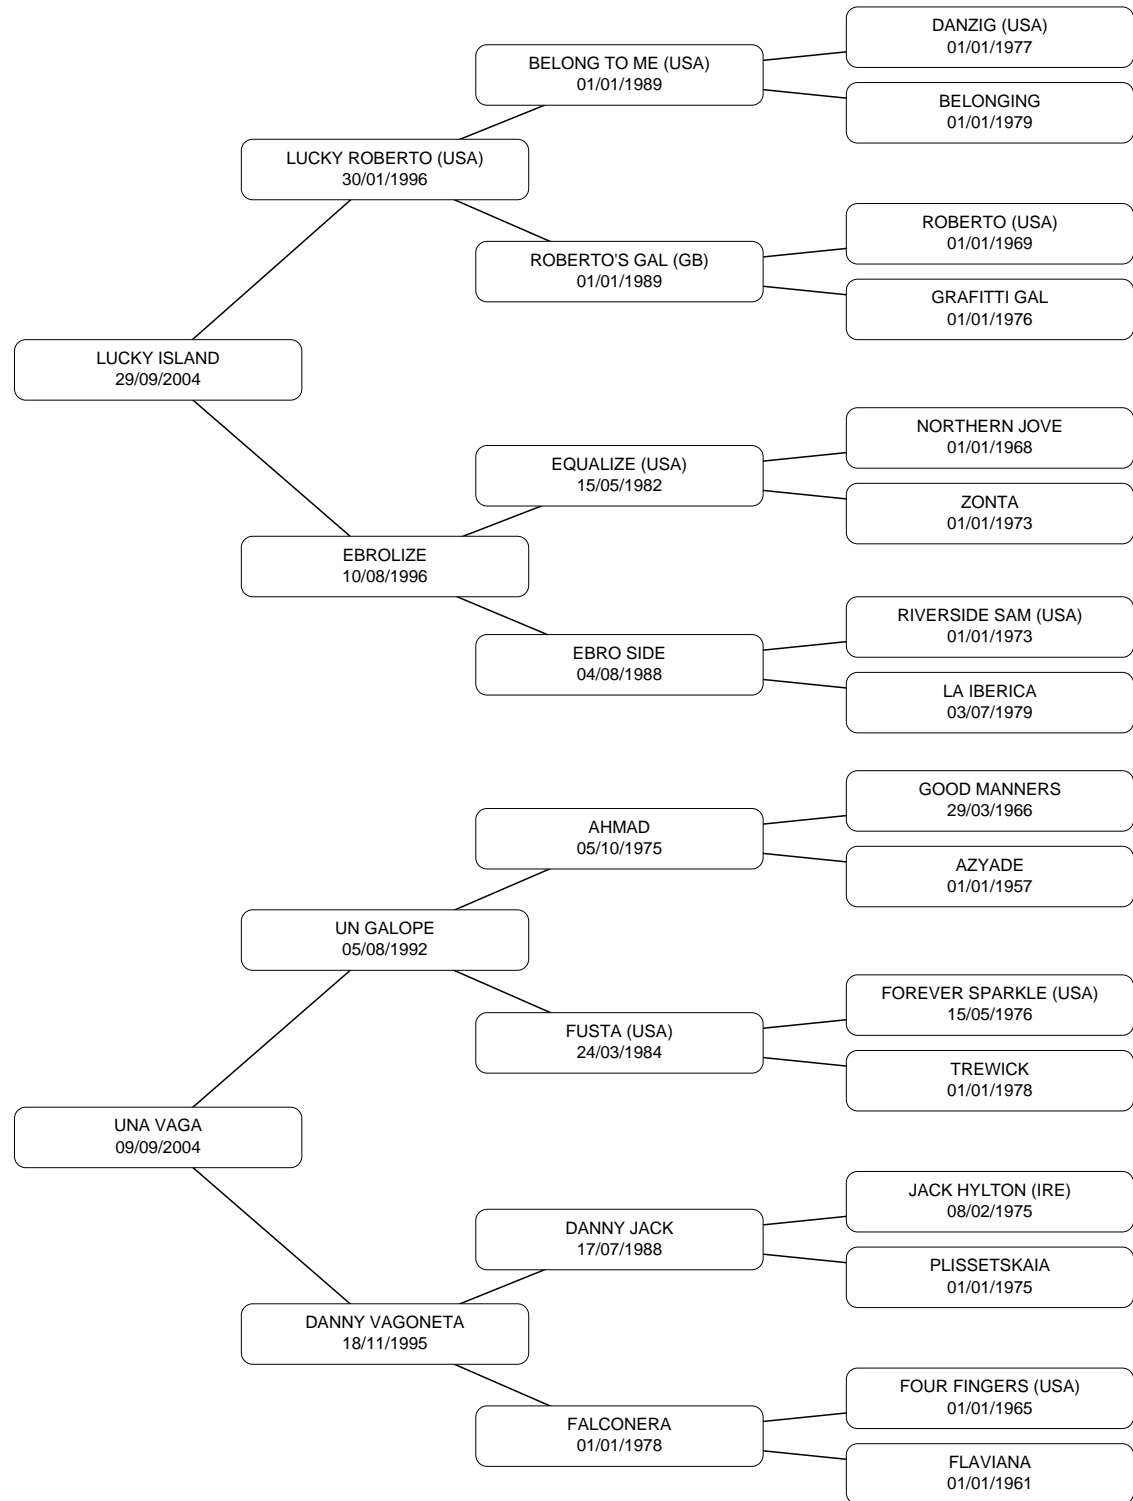 DANZIG (USA)
01/01/1977
BELONG TO ME (USA)
01/01/1989
BELONGING
01/01/1979
LUCKY ROBERTO (USA)
30/01/1996
ROBERTO (USA)
01/01/1969
ROBERTO'S GAL (GB)
01/01/1989
GRAFITTI GAL
01/01/1976
LUCKY ISLAND
29/09/2004
NORTHERN JOVE
01/01/1968
EQUALIZE (USA)
15/05/1982
ZONTA
01/01/1973
EBROLIZE
10/08/1996
RIVERSIDE SAM (USA)
01/01/1973
EBRO SIDE
04/08/1988
LA IBERICA
03/07/1979
GOOD MANNERS
29/03/1966
AHMAD
05/10/1975
AZYADE
01/01/1957
UN GALOPE
05/08/1992
FOREVER SPARKLE (USA)
15/05/1976
FUSTA (USA)
24/03/1984
TREWICK
01/01/1978
UNA VAGA
09/09/2004
JACK HYLTON (IRE)
08/02/1975
DANNY JACK
17/07/1988
PLISSETSKAIA
01/01/1975
DANNY VAGONETA
18/11/1995
FOUR FINGERS (USA)
01/01/1965
FALCONERA
01/01/1978
FLAVIANA
01/01/1961